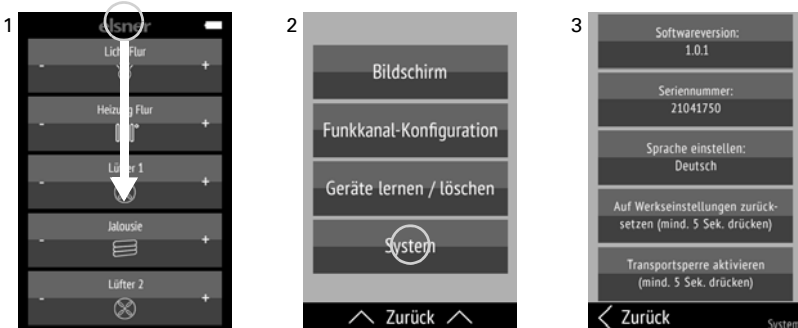 1
elsner
Licht Flur
- +
Heizung Flur
- +
Lüfter 1
- +
Jalousie
- +
Lüfter 2
- +
2
Bildschirm
Funkkanal-Konfiguration
Geräte lernen / löschen
System
Zurück
3
Softwareversion:
1.0.1
Seriennummer:
21041750
Sprache einstellen:
Deutsch
Auf Werkseinstellungen zurück-
setzen (mind. 5 Sek. drücken)
Transportsperre aktivieren
(mind. 5 Sek. drücken)
Zurück
System